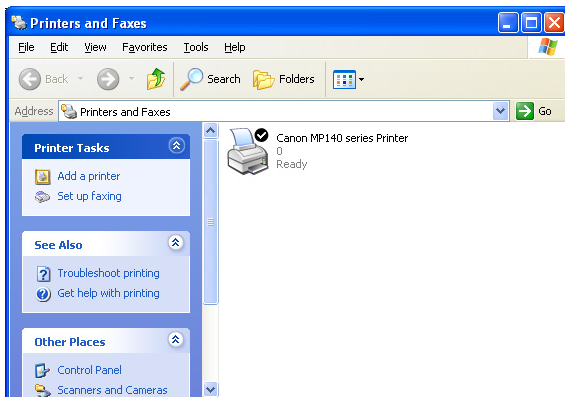 Printers and Faxes
File Edit View Favorites Tools Help
Back Search Folders
Address Printers and Faxes Go
Printer Tasks
Add a printer
Set up faxing
See Also
Troubleshoot printing
Get help with printing
Other Places
Control Panel
Scanners and Cameras
Canon MP140 series Printer
0
Ready